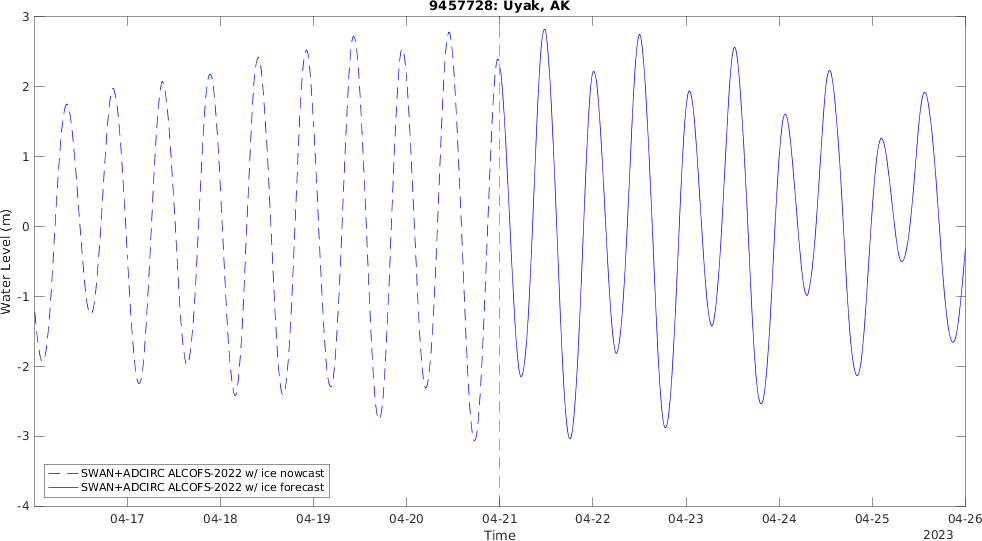 9457728: Uyak, AK
3
2
1
0
-1
-2
-3
-4
Water Level (m)
SWAN+ADCIRC ALCOFS-2022 w/ ice nowcast
SWAN+ADCIRC ALCOFS-2022 w/ ice forecast
04-17 04-18 04-19 04-20 04-21 04-22 04-23 04-24 04-25 04-26
Time
2023